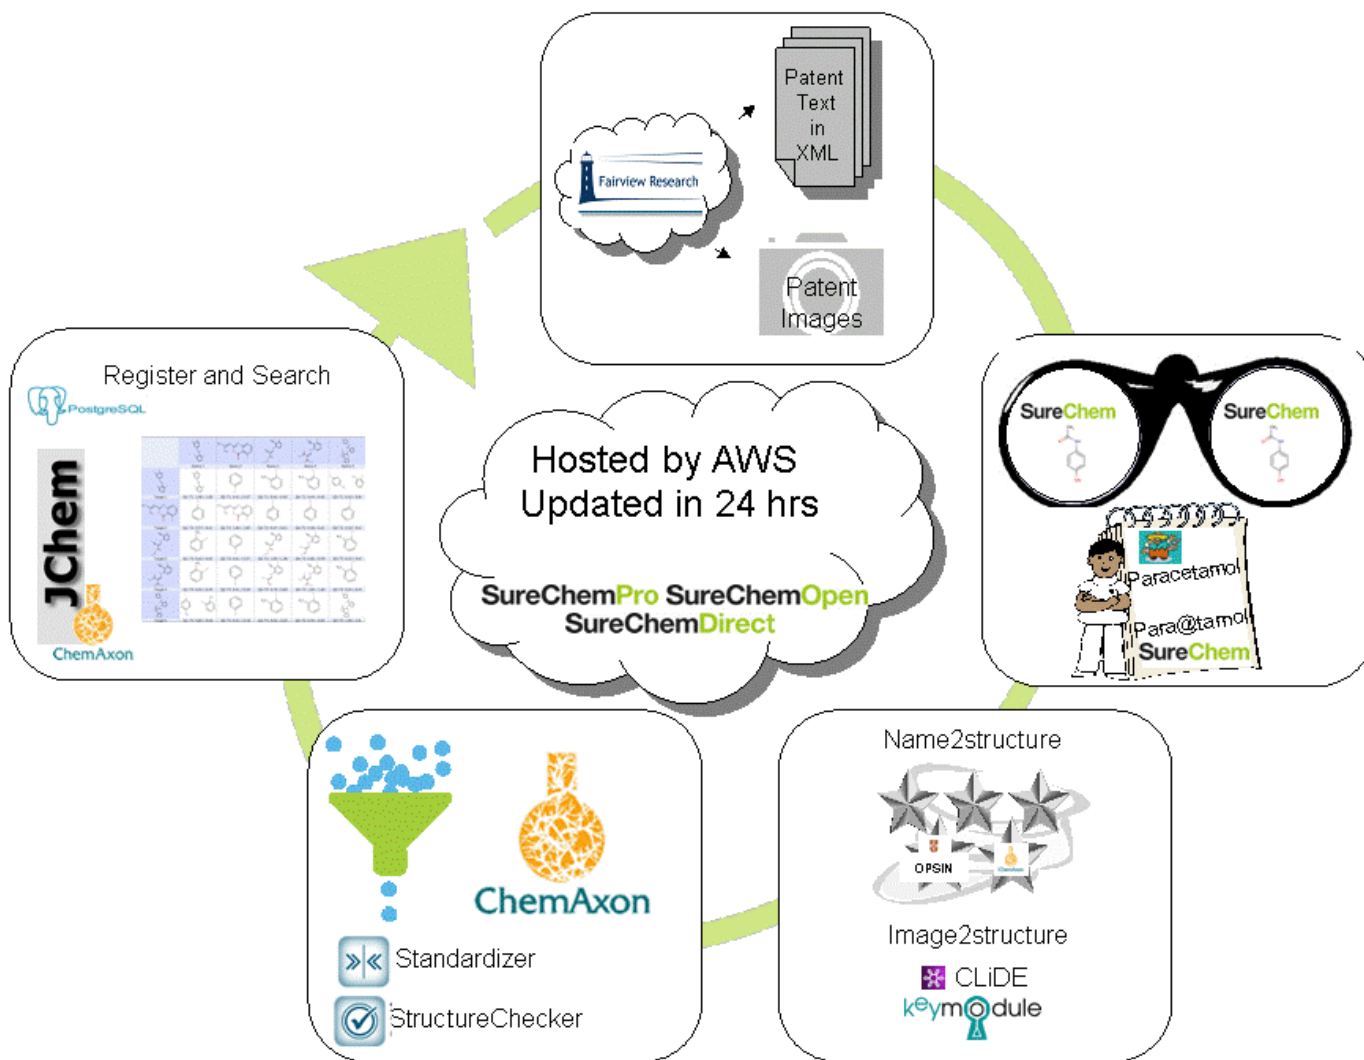 Patent
Text
in
XML
Fairview Research
Patent
Images
Register and Search
PostgreSQL
JChem
ChemAxon
Hosted by AWS
Updated in 24 hrs
SureChemPro SureChemOpen
SureChemDirect
SureChem
SureChem
Paracetamol
Para@tamol
SureChem
ChemAxon
Standardizer
StructureChecker
Name2structure
OPSIN
ChemAxon
Image2structure
CLiDE
keymodule